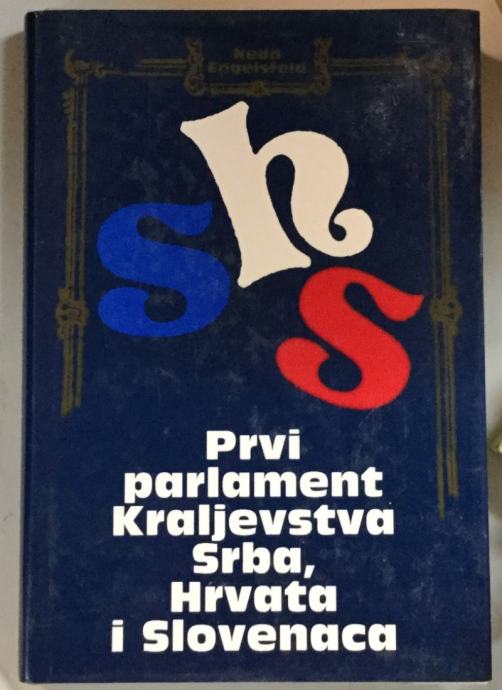 Neda
Engelsfeld
shs
Prvi
parlament
Kraljevstva
Srba,
Hrvata
i Slovenaca